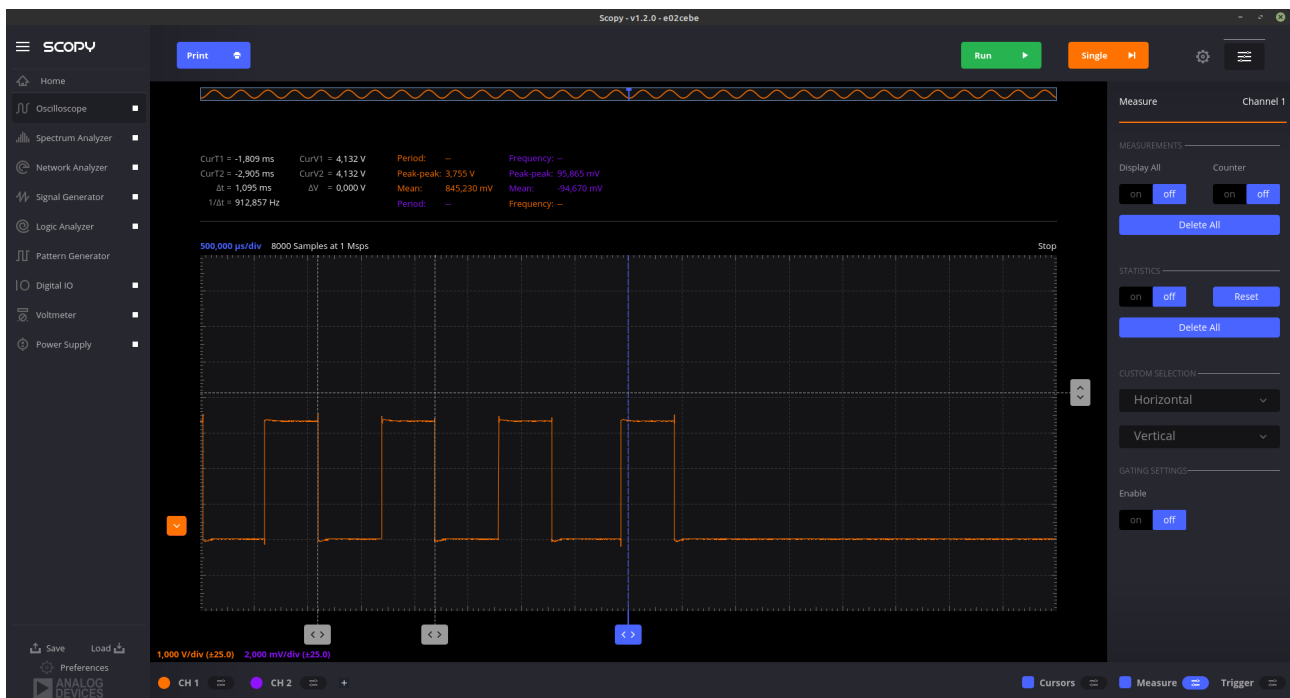 Scopy - v1.2.0 - e02cebe
SCOPY
Print
Run
Single
Home
Oscilloscope
Spectrum Analyzer
Network Analyzer
Signal Generator
Logic Analyzer
Pattern Generator
Digital IO
Voltmeter
Power Supply
Save Load
Preferences
ANALOG
DEVICES
CurT1 = -1,809 ms CurV1 = 4,132 V Period: -- Frequency: --
CurT2 = -2,905 ms CurV2 = 4,132 V Peak-peak: 3,755 V Peak-peak: 95,865 mV
Δt = 1,095 ms ΔV = 0,000 V Mean: 845,230 mV Mean: -94,670 mV
1/Δt = 912,857 Hz Period: -- Frequency: --
500,000 µs/div 8000 Samples at 1 Msps Stop
1,000 V/div (±25.0) 2,000 mV/div (±25.0)
CH 1 CH 2 +
Cursors Measure Trigger
Measure Channel 1
MEASUREMENTS
Display All Counter
on off on off
Delete All
STATISTICS
on off Reset
Delete All
CUSTOM SELECTION
Horizontal
Vertical
GATING SETTINGS
Enable
on off